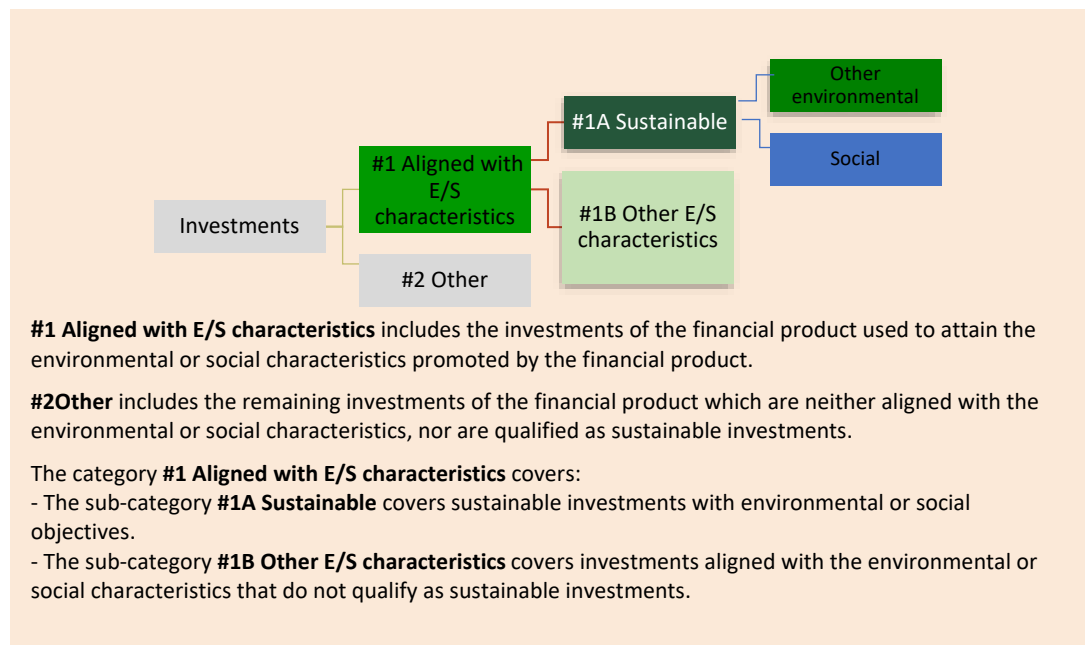 Other
environmental
#1A Sustainable
Social
#1 Aligned with
E/S
characteristics
#1B Other E/S
characteristics
Investments
#2 Other
#1 Aligned with E/S characteristics includes the investments of the financial product used to attain the
environmental or social characteristics promoted by the financial product.
#2Other includes the remaining investments of the financial product which are neither aligned with the
environmental or social characteristics, nor are qualified as sustainable investments.
The category #1 Aligned with E/S characteristics covers:
- The sub-category #1A Sustainable covers sustainable investments with environmental or social
objectives.
- The sub-category #1B Other E/S characteristics covers investments aligned with the environmental or
social characteristics that do not qualify as sustainable investments.